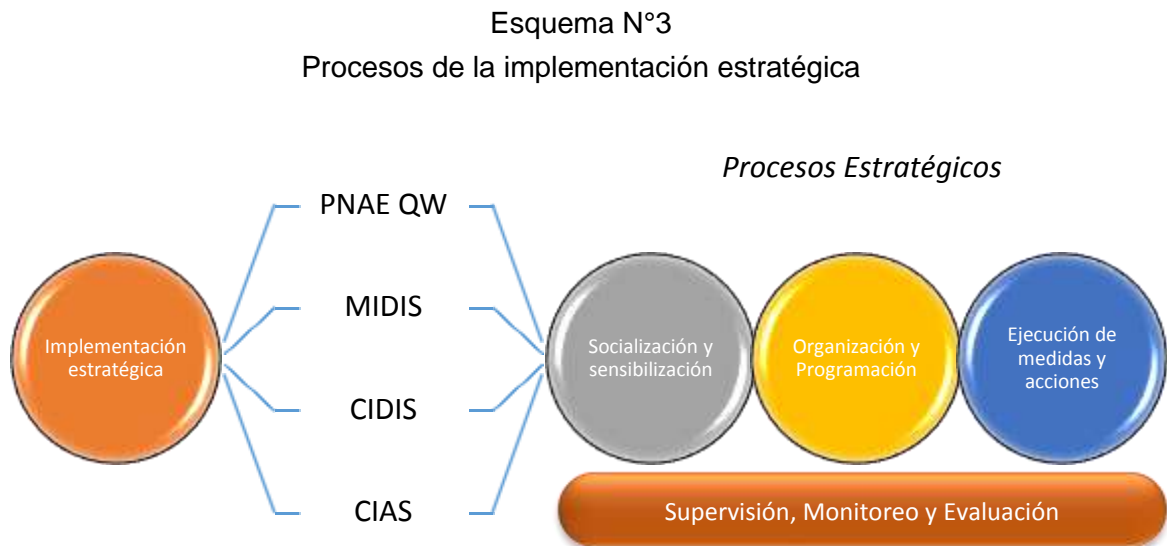 Esquema N°3
Procesos de la implementación estratégica
Procesos Estratégicos
PNAE QW
MIDIS
CIDIS
CIAS
Implementación
estratégica
Socialización y
sensibilización
Organización y
Programación
Ejecución de
medidas y
acciones
Supervisión, Monitoreo y Evaluación